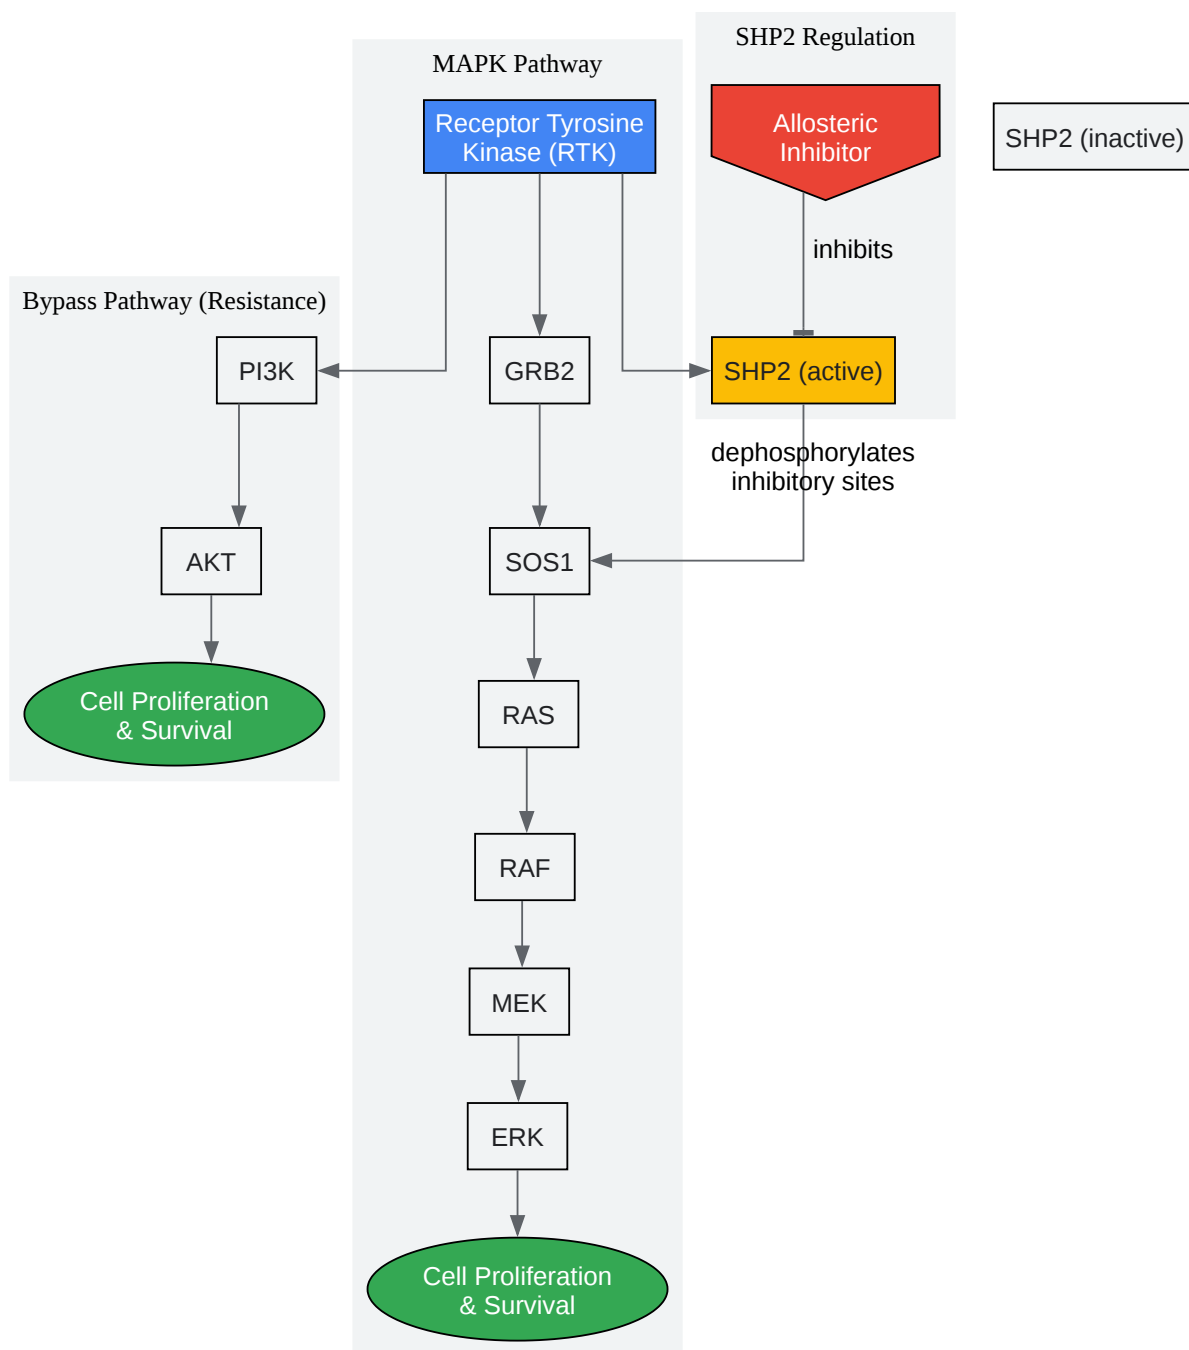 SHP2 Regulation
MAPK Pathway
Receptor Tyrosine
Kinase (RTK)
Allosteric
Inhibitor
SHP2 (inactive)
inhibits
Bypass Pathway (Resistance)
PI3K
GRB2
SHP2 (active)
dephosphorylates
inhibitory sites
AKT
SOS1
Cell Proliferation
& Survival
RAS
RAF
MEK
ERK
Cell Proliferation
& Survival